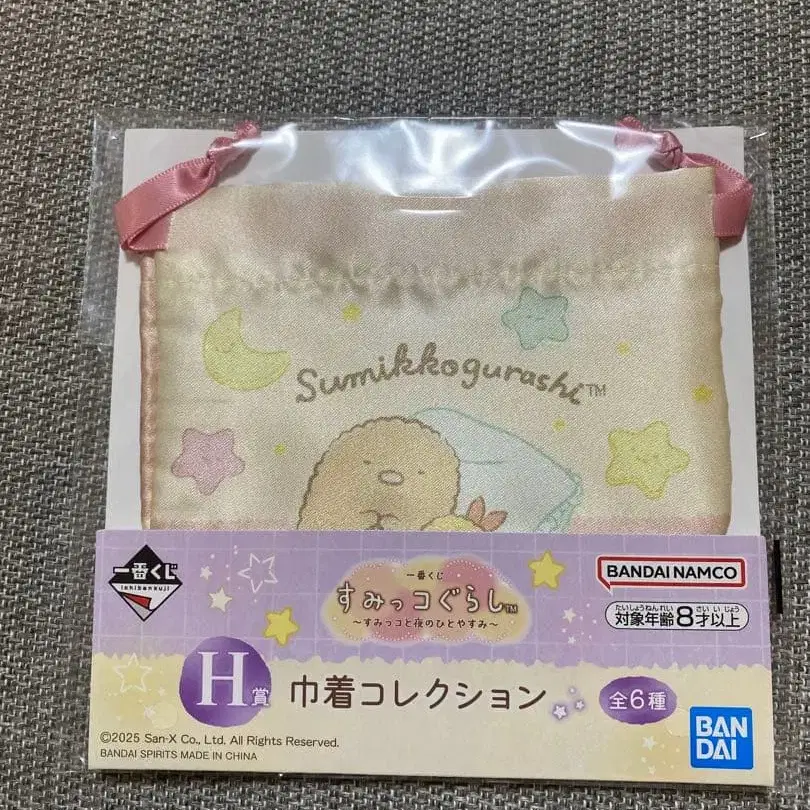 Sumikkogurashi™
一番くじ
ichibankuji
一番くじ
すみっコぐらし™
～すみっコと夜のひとやすみ～
BANDAI NAMCO
たいしょうねんれい さい い じょう
対象年齢8才以上
H賞 巾着コレクション 全6種
©2025 San-X Co., Ltd. All Rights Reserved.
BANDAI SPIRITS MADE IN CHINA
BAN
DAI